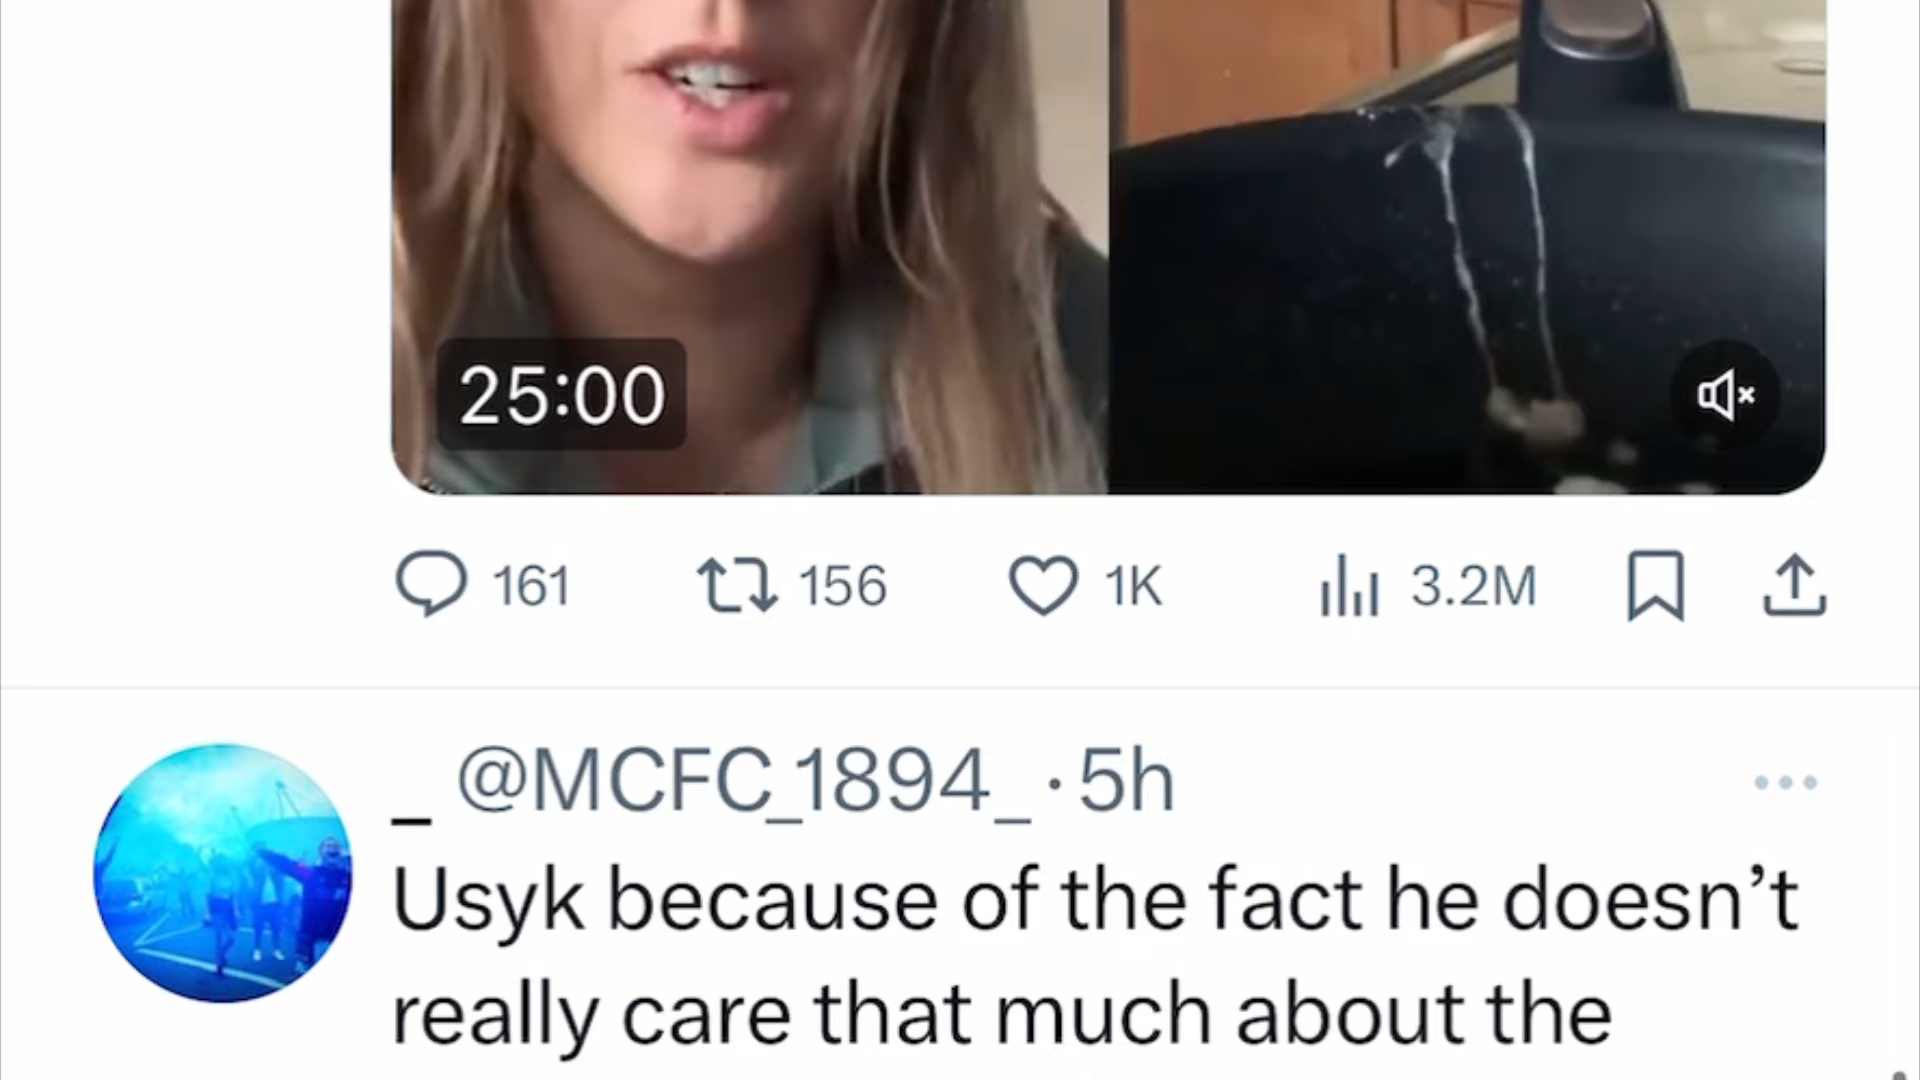 25:00
161 156 1K 3.2M
_ @MCFC_1894_ · 5h
Usyk because of the fact he doesn’t
really care that much about the